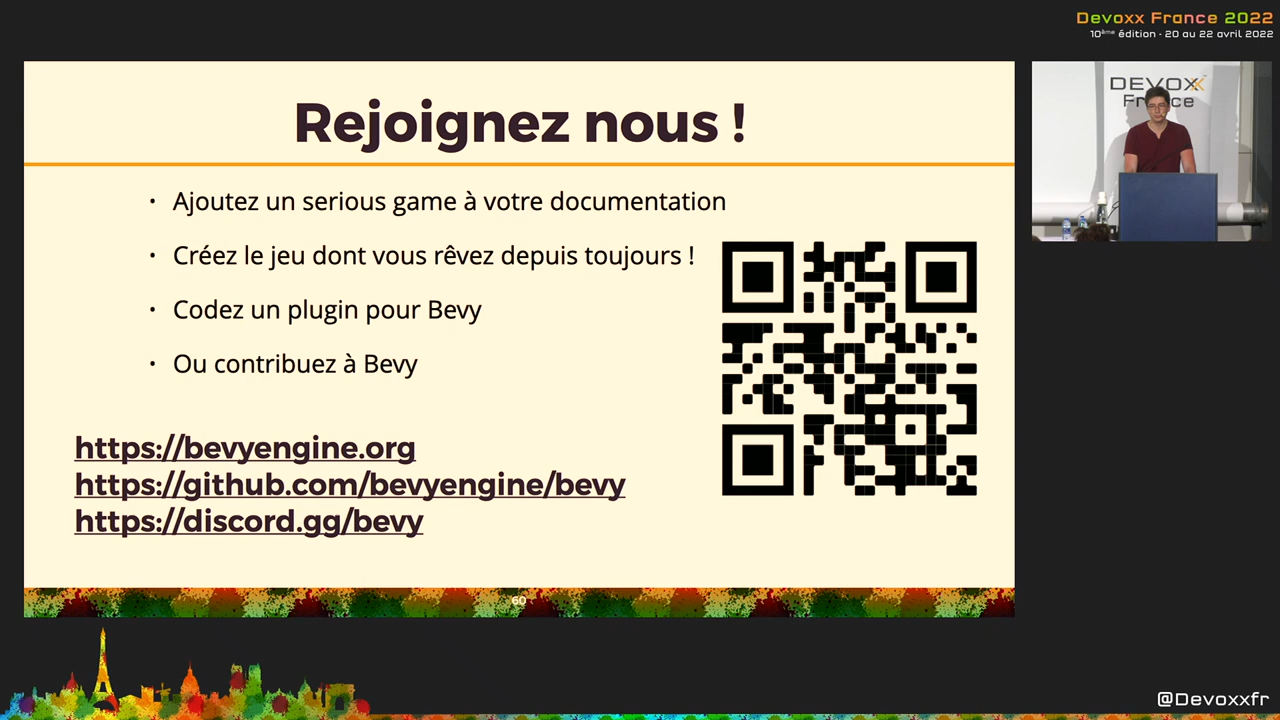 Devoxx France 2022
10ème édition - 20 au 22 avril 2022
Rejoignez nous !
• Ajoutez un serious game à votre documentation
• Créez le jeu dont vous rêvez depuis toujours !
• Codez un plugin pour Bevy
• Ou contribuez à Bevy
https://bevyengine.org
https://github.com/bevyengine/bevy
https://discord.gg/bevy
60
DEVOXX
France
@Devoxxfr